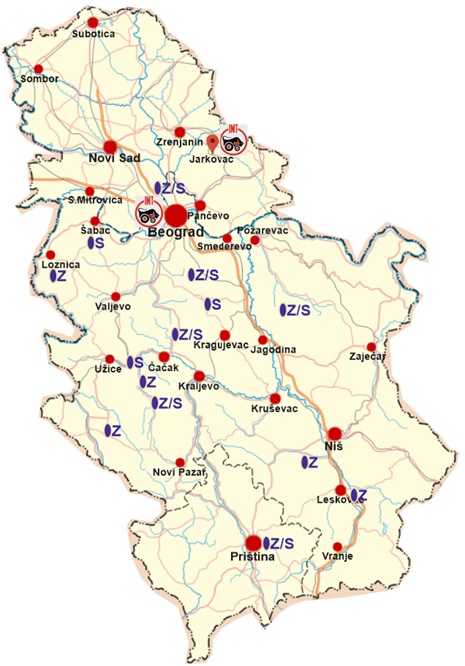 Subotica
Sombor
INT
Zrenjanin
Novi Sad
Jarkovac
Z/S
S.Mitrovica
INT
Pančevo
Šabac
Beograd
Požarevac
S
Smederevo
Loznica
Z
Z/S
Valjevo
S
Z/S
Z/S
Kragujevac
Jagodina
Zaječar
Užice
S
Čačak
Z
Kraljevo
Z/S
Kruševac
Z
Niš
Novi Pazar
Z
Z
Priština
Z/S
Vranje